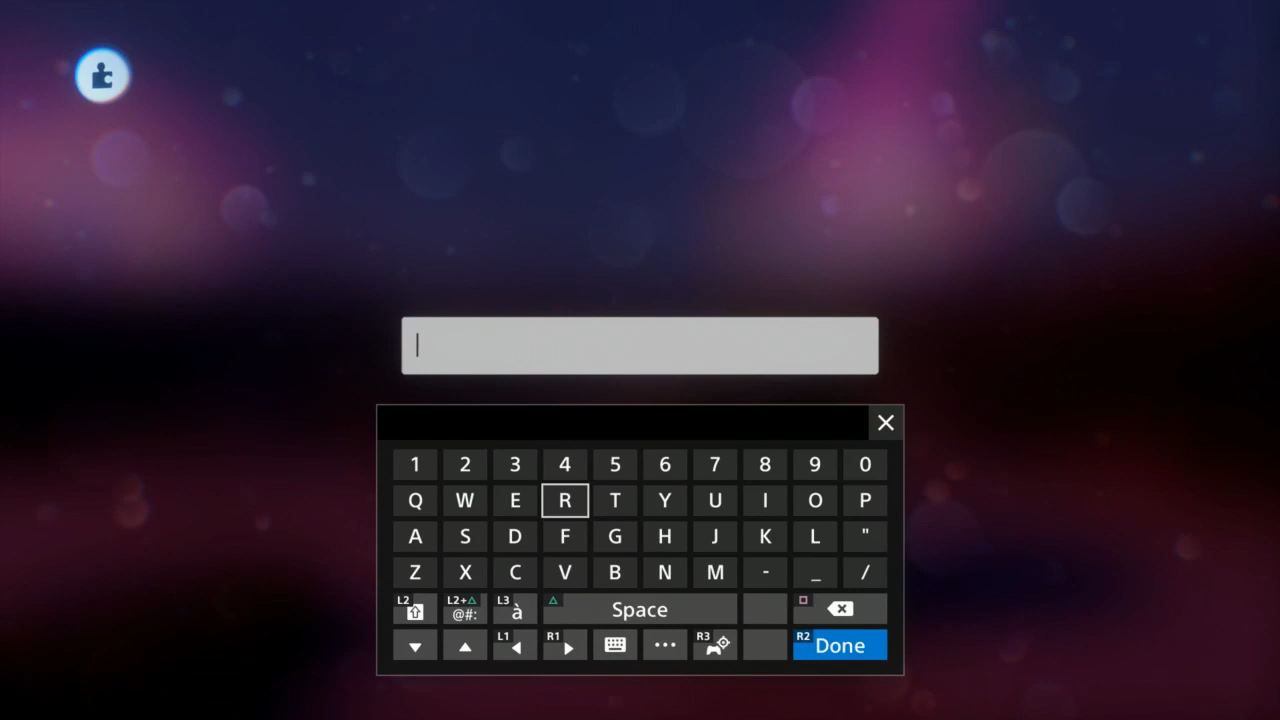 1 2 3 4 5 6 7 8 9 0
Q W E R T Y U I O P
A S D F G H J K L "
Z X C V B N M - _ /
L2 L2+△ @#: L3 à △ Space □
L1 R1 ... R3 R2 Done